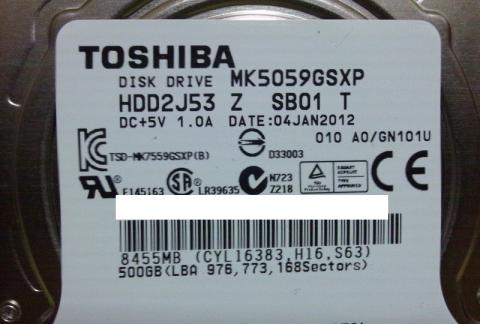 TOSHIBA
DISK DRIVE MK5059GSXP
HDD2J53 Z SB01 T
DC+5V 1.0A DATE:04JAN2012
010 A0/GN101U
TSD-MK7559GSXP(B)
D33003
E145163
LR39635
N723
Z218
8455MB (CYL16383,H16,S63)
500GB(LBA 976,773,168Sectors)